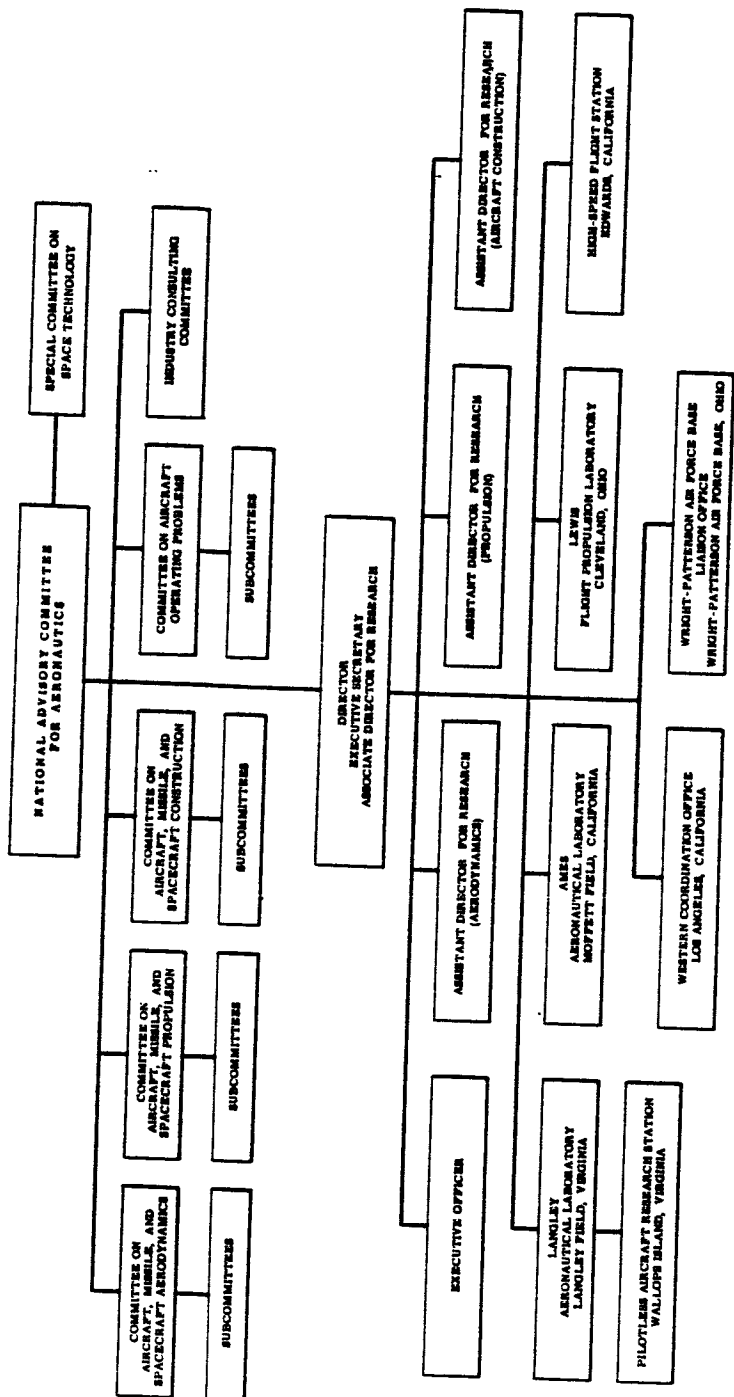 NATIONAL ADVISORY COMMITTEE
FOR AERONAUTICS
SPECIAL COMMITTEE ON
SPACE TECHNOLOGY
COMMITTEE ON
AIRCRAFT, MISSILE, AND
SPACECRAFT AERODYNAMICS
COMMITTEE ON
AIRCRAFT, MISSILE, AND
SPACECRAFT PROPULSION
COMMITTEE ON
AIRCRAFT, MISSILE, AND
SPACECRAFT CONSTRUCTION
COMMITTEE ON AIRCRAFT
OPERATING PROBLEMS
INDUSTRY CONSULTING
COMMITTEE
SUBCOMMITTEES
SUBCOMMITTEES
SUBCOMMITTEES
SUBCOMMITTEES
DIRECTOR
EXECUTIVE SECRETARY
ASSOCIATE DIRECTOR FOR RESEARCH
EXECUTIVE OFFICER
ASSISTANT DIRECTOR FOR RESEARCH
(AERODYNAMICS)
ASSISTANT DIRECTOR FOR RESEARCH
(PROPULSION)
ASSISTANT DIRECTOR FOR RESEARCH
(AIRCRAFT CONSTRUCTION)
LANGLEY
AERONAUTICAL LABORATORY
LANGLEY FIELD, VIRGINIA
AMES
AERONAUTICAL LABORATORY
MOFFETT FIELD, CALIFORNIA
LEWIS
FLIGHT PROPULSION LABORATORY
CLEVELAND, OHIO
HIGH-SPEED FLIGHT STATION
EDWARDS, CALIFORNIA
PILOTLESS AIRCRAFT RESEARCH STATION
WALLOPS ISLAND, VIRGINIA
WESTERN COORDINATION OFFICE
LOS ANGELES, CALIFORNIA
WRIGHT-PATTERSON AIR FORCE BASE
LIAISON OFFICE
WRIGHT-PATTERSON AIR FORCE BASE, OHIO